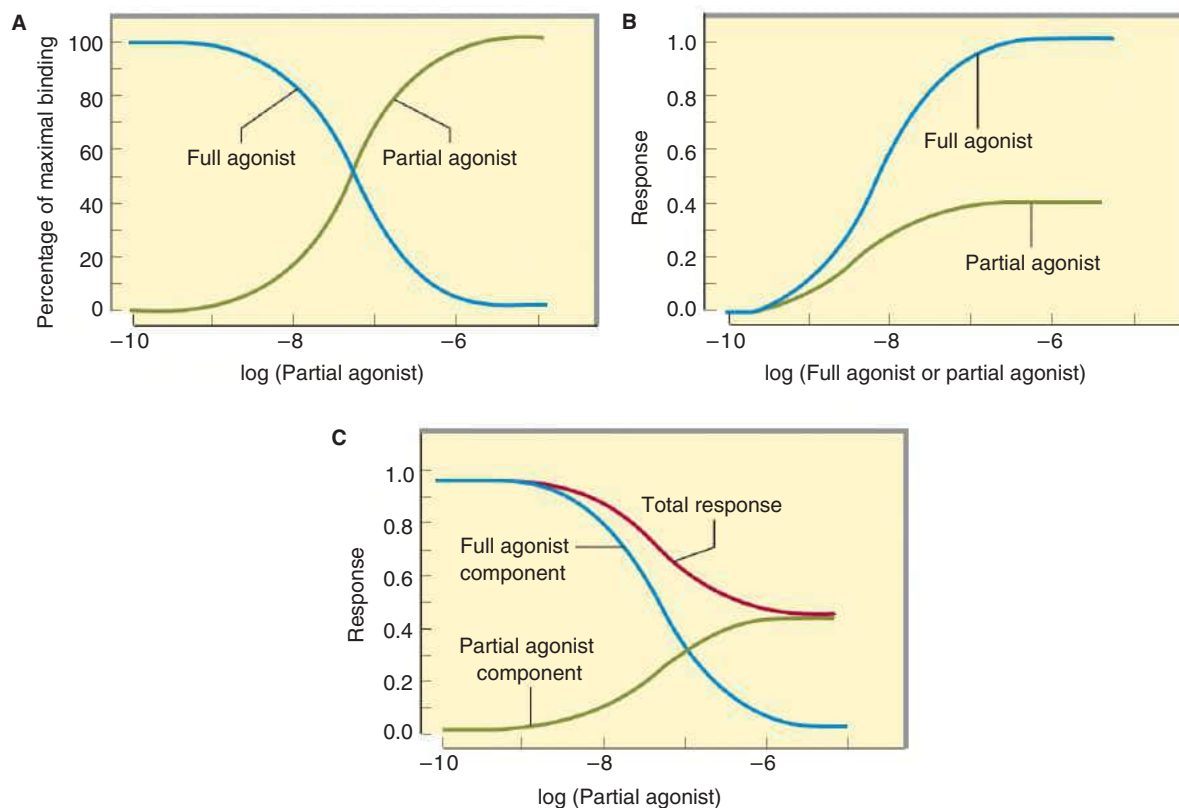 A
Percentage of maximal binding
100
80
60
40
20
0
Full agonist
Partial agonist
−10
−8
−6
log (Partial agonist)
B
Response
1.0
0.8
0.6
0.4
0.2
0.0
Full agonist
Partial agonist
−10
−8
−6
log (Full agonist or partial agonist)
C
Response
1.0
0.8
0.6
0.4
0.2
0.0
Total response
Full agonist
component
Partial agonist
component
−10
−8
−6
log (Partial agonist)